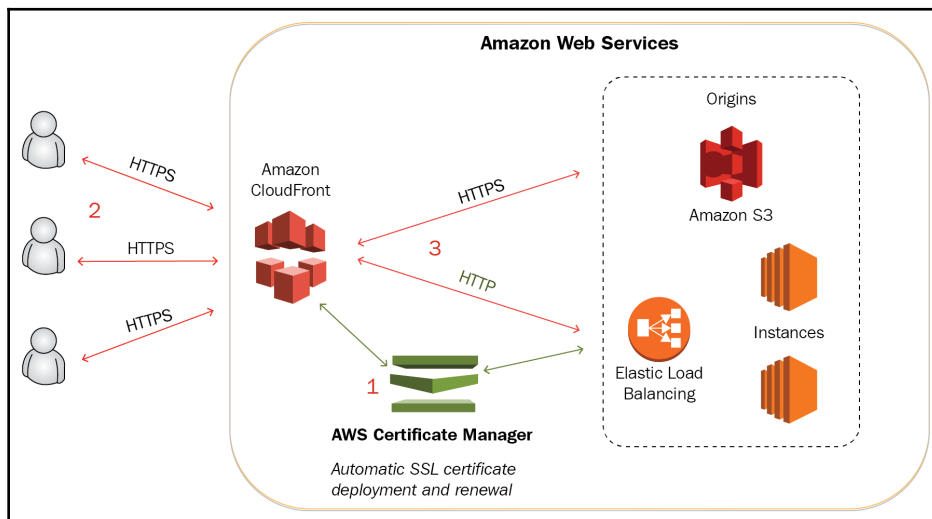 Amazon Web Services
Origins
HTTPS
Amazon
CloudFront
HTTPS
2
Amazon S3
3
HTTPS
HTTP
Instances
HTTPS
Elastic Load
Balancing
1
AWS Certificate Manager
Automatic SSL certificate
deployment and renewal